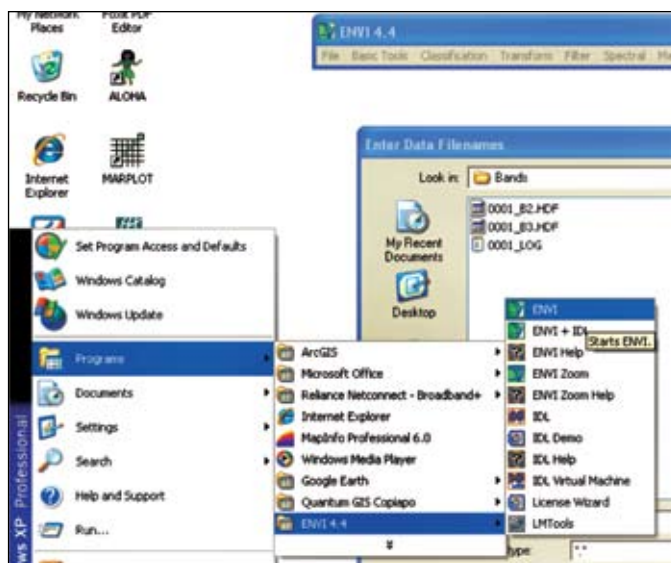 My Network
Places
Foxit PDF
Editor
Recycle Bin
ALOHA
Internet
Explorer
MARPLOT
ENVI 4.4
File Basic Tools Classification Transform Filter Spectral
Enter Data Filenames
Look in:
Bands
My Recent
Documents
Desktop
0001_B2.HDF
0001_B3.HDF
0001_LOG
ws XP Professional
Set Program Access and Defaults
Windows Catalog
Windows Update
Programs
Documents
Settings
Search
Help and Support
Run...
ArcGIS
Microsoft Office
Reliance Netconnect - Broadband+
Internet Explorer
MapInfo Professional 6.0
Windows Media Player
Google Earth
Quantum GIS Copiapo
ENVI 4.4
ENVI
ENVI + IDL
Starts ENVI.
ENVI Help
ENVI Zoom
ENVI Zoom Help
IDL
IDL Demo
IDL Help
IDL Virtual Machine
License Wizard
LMTools
type:
*.*